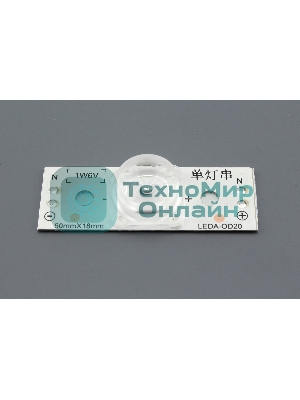 1W6V
单灯串
N
N
ТехноМир
Онлайн
+
50mmX18mm
LEDA-OD20